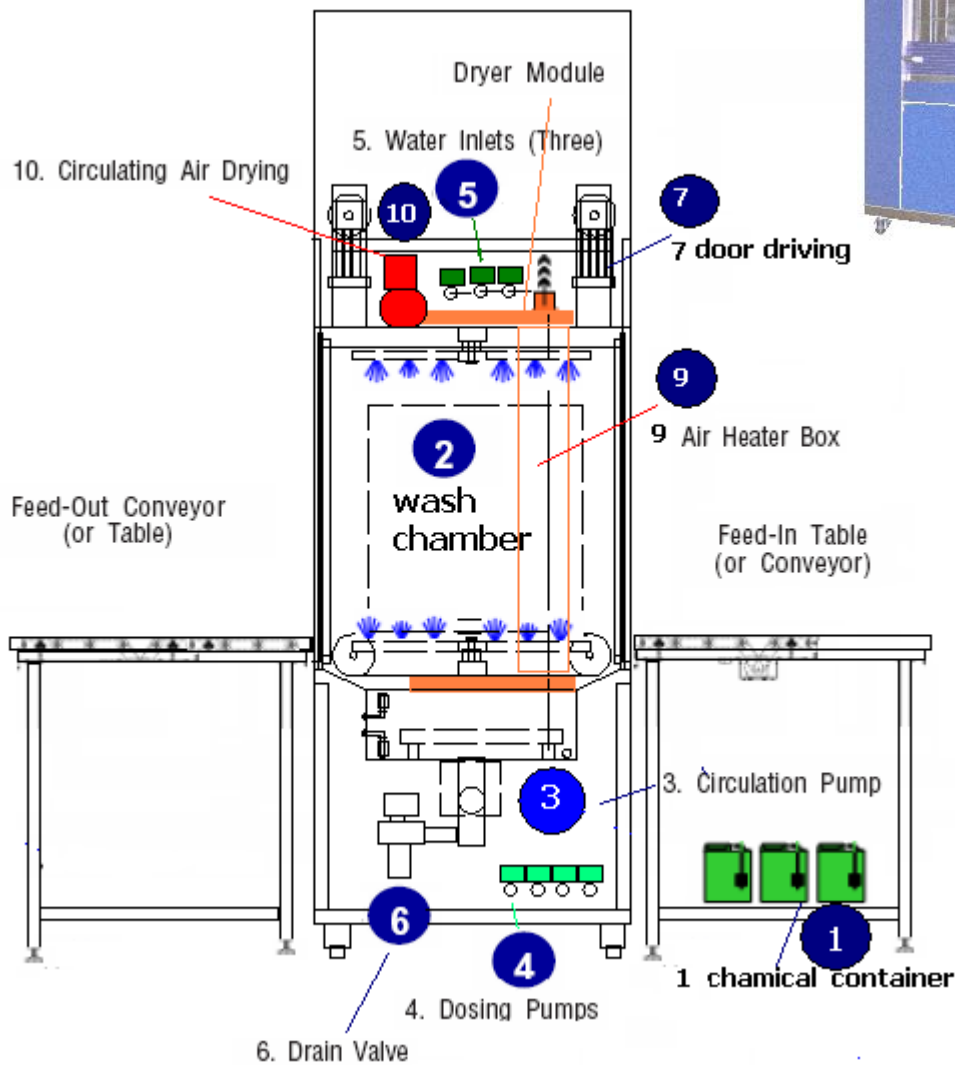 Dryer Module
5. Water Inlets (Three)
10. Circulating Air Drying
5
10
7
7 door driving
9
9 Air Heater Box
2
wash
chamber
Feed-Out Conveyor
(or Table)
Feed-In Table
(or Conveyor)
3
3. Circulation Pump
6
4
1
1 chamical container
4. Dosing Pumps
6. Drain Valve